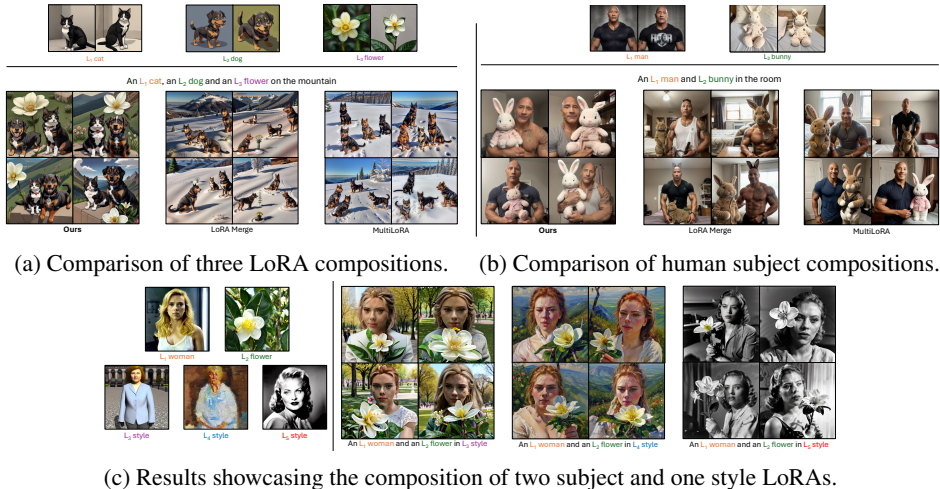 L₁ cat
L₂ dog
L₃ flower
An L₁ cat, an L₂ dog and an L₃ flower on the mountain
Ours
LoRA Merge
MultiLoRA
L₁ man
L₂ bunny
An L₁ man and L₂ bunny in the room
Ours
LoRA Merge
MultiLoRA
(a) Comparison of three LoRA compositions.
(b) Comparison of human subject compositions.
L₁ woman
L₂ flower
L₃ style
L₄ style
L₅ style
An L₁ woman and an L₂ flower in L₃ style
An L₁ woman and an L₂ flower in L₄ style
An L₁ woman and an L₂ flower in L₅ style
(c) Results showcasing the composition of two subject and one style LoRAs.